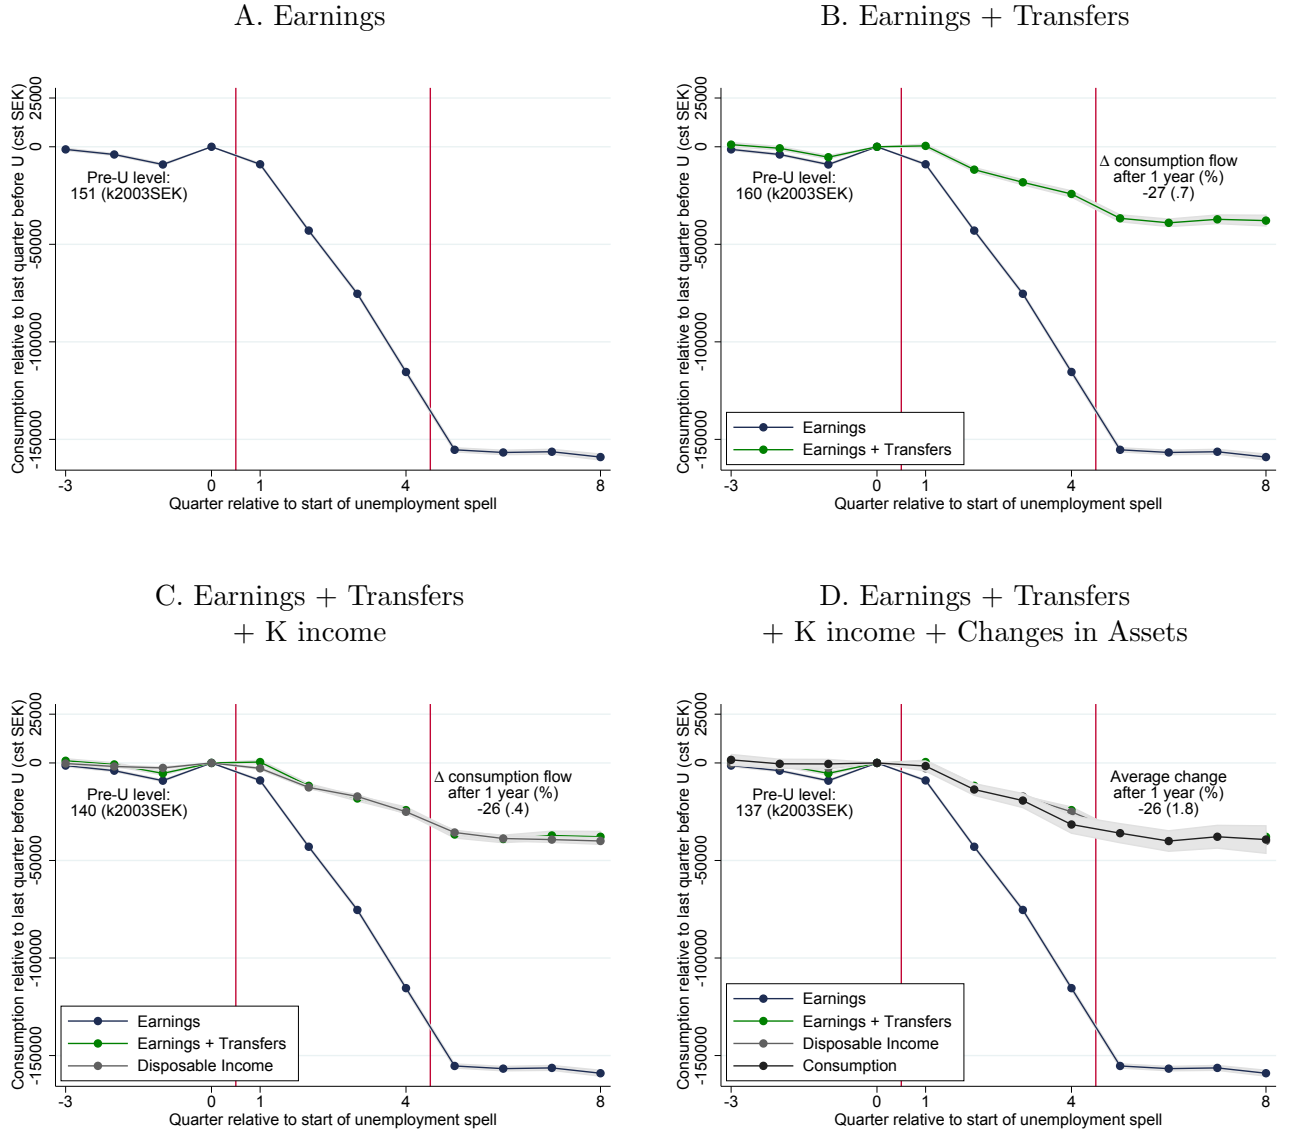 A. Earnings
Consumption relative to last quarter before U (cst SEK)
25000
0
-50000
-100000
-150000
Pre-U level:
151 (k2003SEK)
-3
0
1
4
8
Quarter relative to start of unemployment spell
B. Earnings + Transfers
Consumption relative to last quarter before U (cst SEK)
25000
0
-50000
-100000
-150000
Pre-U level:
160 (k2003SEK)
Δ consumption flow
after 1 year (%)
-27 (.7)
Earnings
Earnings + Transfers
-3
0
1
4
8
Quarter relative to start of unemployment spell
C. Earnings + Transfers
+ K income
Consumption relative to last quarter before U (cst SEK)
25000
0
-50000
-100000
-150000
Pre-U level:
140 (k2003SEK)
Δ consumption flow
after 1 year (%)
-26 (.4)
Earnings
Earnings + Transfers
Disposable Income
-3
0
1
4
8
Quarter relative to start of unemployment spell
D. Earnings + Transfers
+ K income + Changes in Assets
Consumption relative to last quarter before U (cst SEK)
25000
0
-50000
-100000
-150000
Pre-U level:
137 (k2003SEK)
Average change
after 1 year (%)
-26 (1.8)
Earnings
Earnings + Transfers
Disposable Income
Consumption
-3
0
1
4
8
Quarter relative to start of unemployment spell